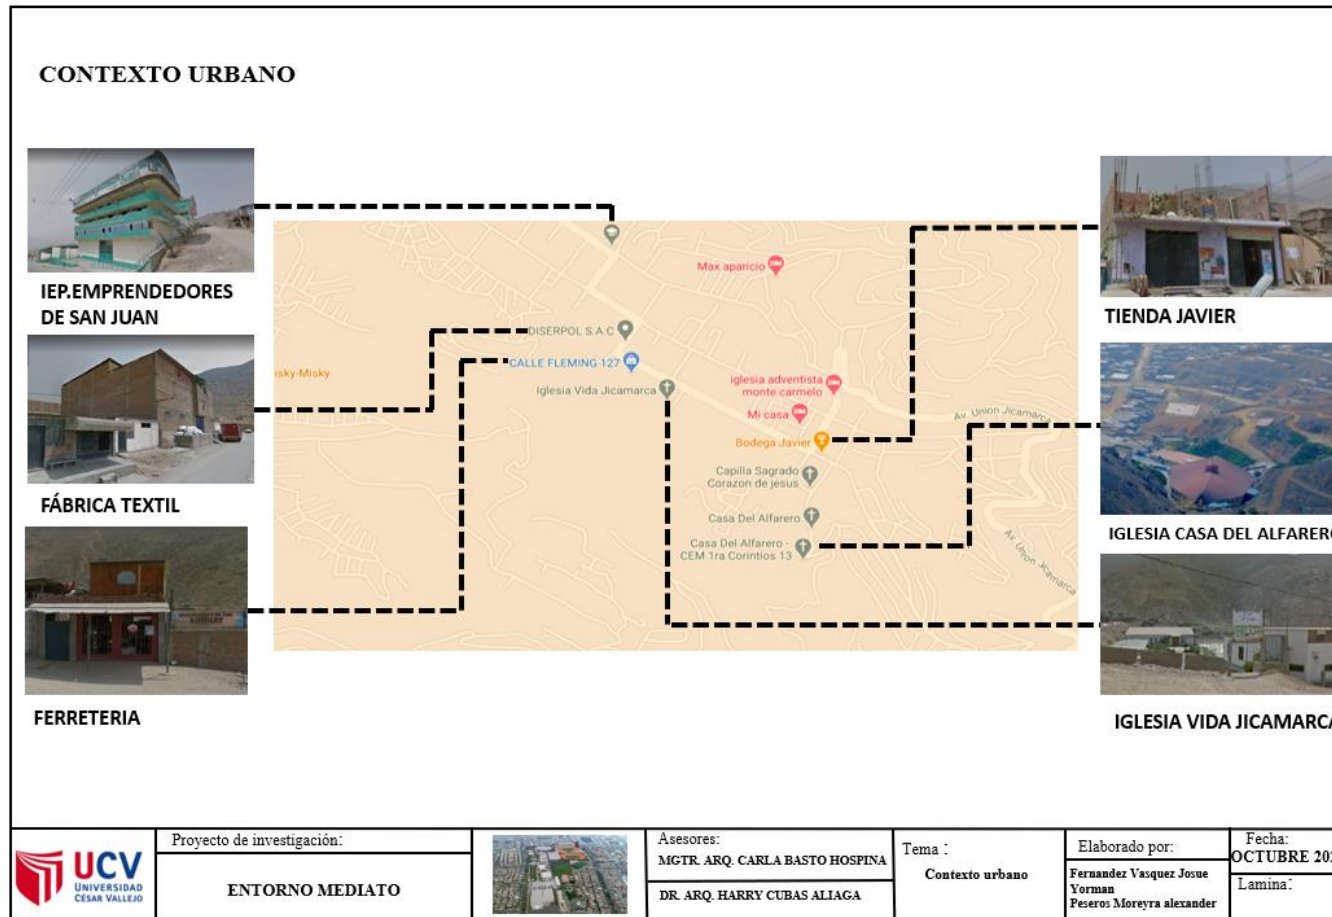 CONTEXTO URBANO
IEP.EMPRENDEDORES
DE SAN JUAN
FÁBRICA TEXTIL
FERRETERIA
Max aparicio
DISERPOL S.A.C
CALLE FLEMING 127
isky-Misky
Iglesia Vida Jicamarca
iglesia adventista
monte carmelo
Mi casa
Bodega Javier
Av. Union Jicamarca
Capilla Sagrado
Corazon de jesus
Casa Del Alfarero
Casa Del Alfarero -
CEM 1ra Corintios 13
Av. Union Jicamarca
TIENDA JAVIER
IGLESIA CASA DEL ALFARERO
IGLESIA VIDA JICAMARCA
UCV
UNIVERSIDAD
CÉSAR VALLEJO
Proyecto de investigación:
ENTORNO MEDIATO
Asesores:
MGTR. ARQ. CARLA BASTO HOSPINA
DR. ARQ. HARRY CUBAS ALIAGA
Tema :
Contexto urbano
Elaborado por:
Fernandez Vasquez Josue
Yorman
Peseros Moreyra alexander
Fecha:
OCTUBRE 202
Lamina: